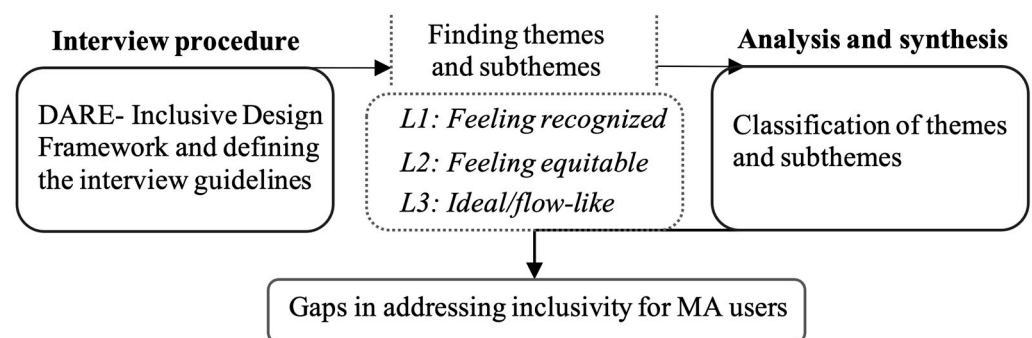 Interview procedure
DARE- Inclusive Design
Framework and defining
the interview guidelines
Finding themes
and subthemes
L1: Feeling recognized
L2: Feeling equitable
L3: Ideal/flow-like
Analysis and synthesis
Classification of themes
and subthemes
Gaps in addressing inclusivity for MA users